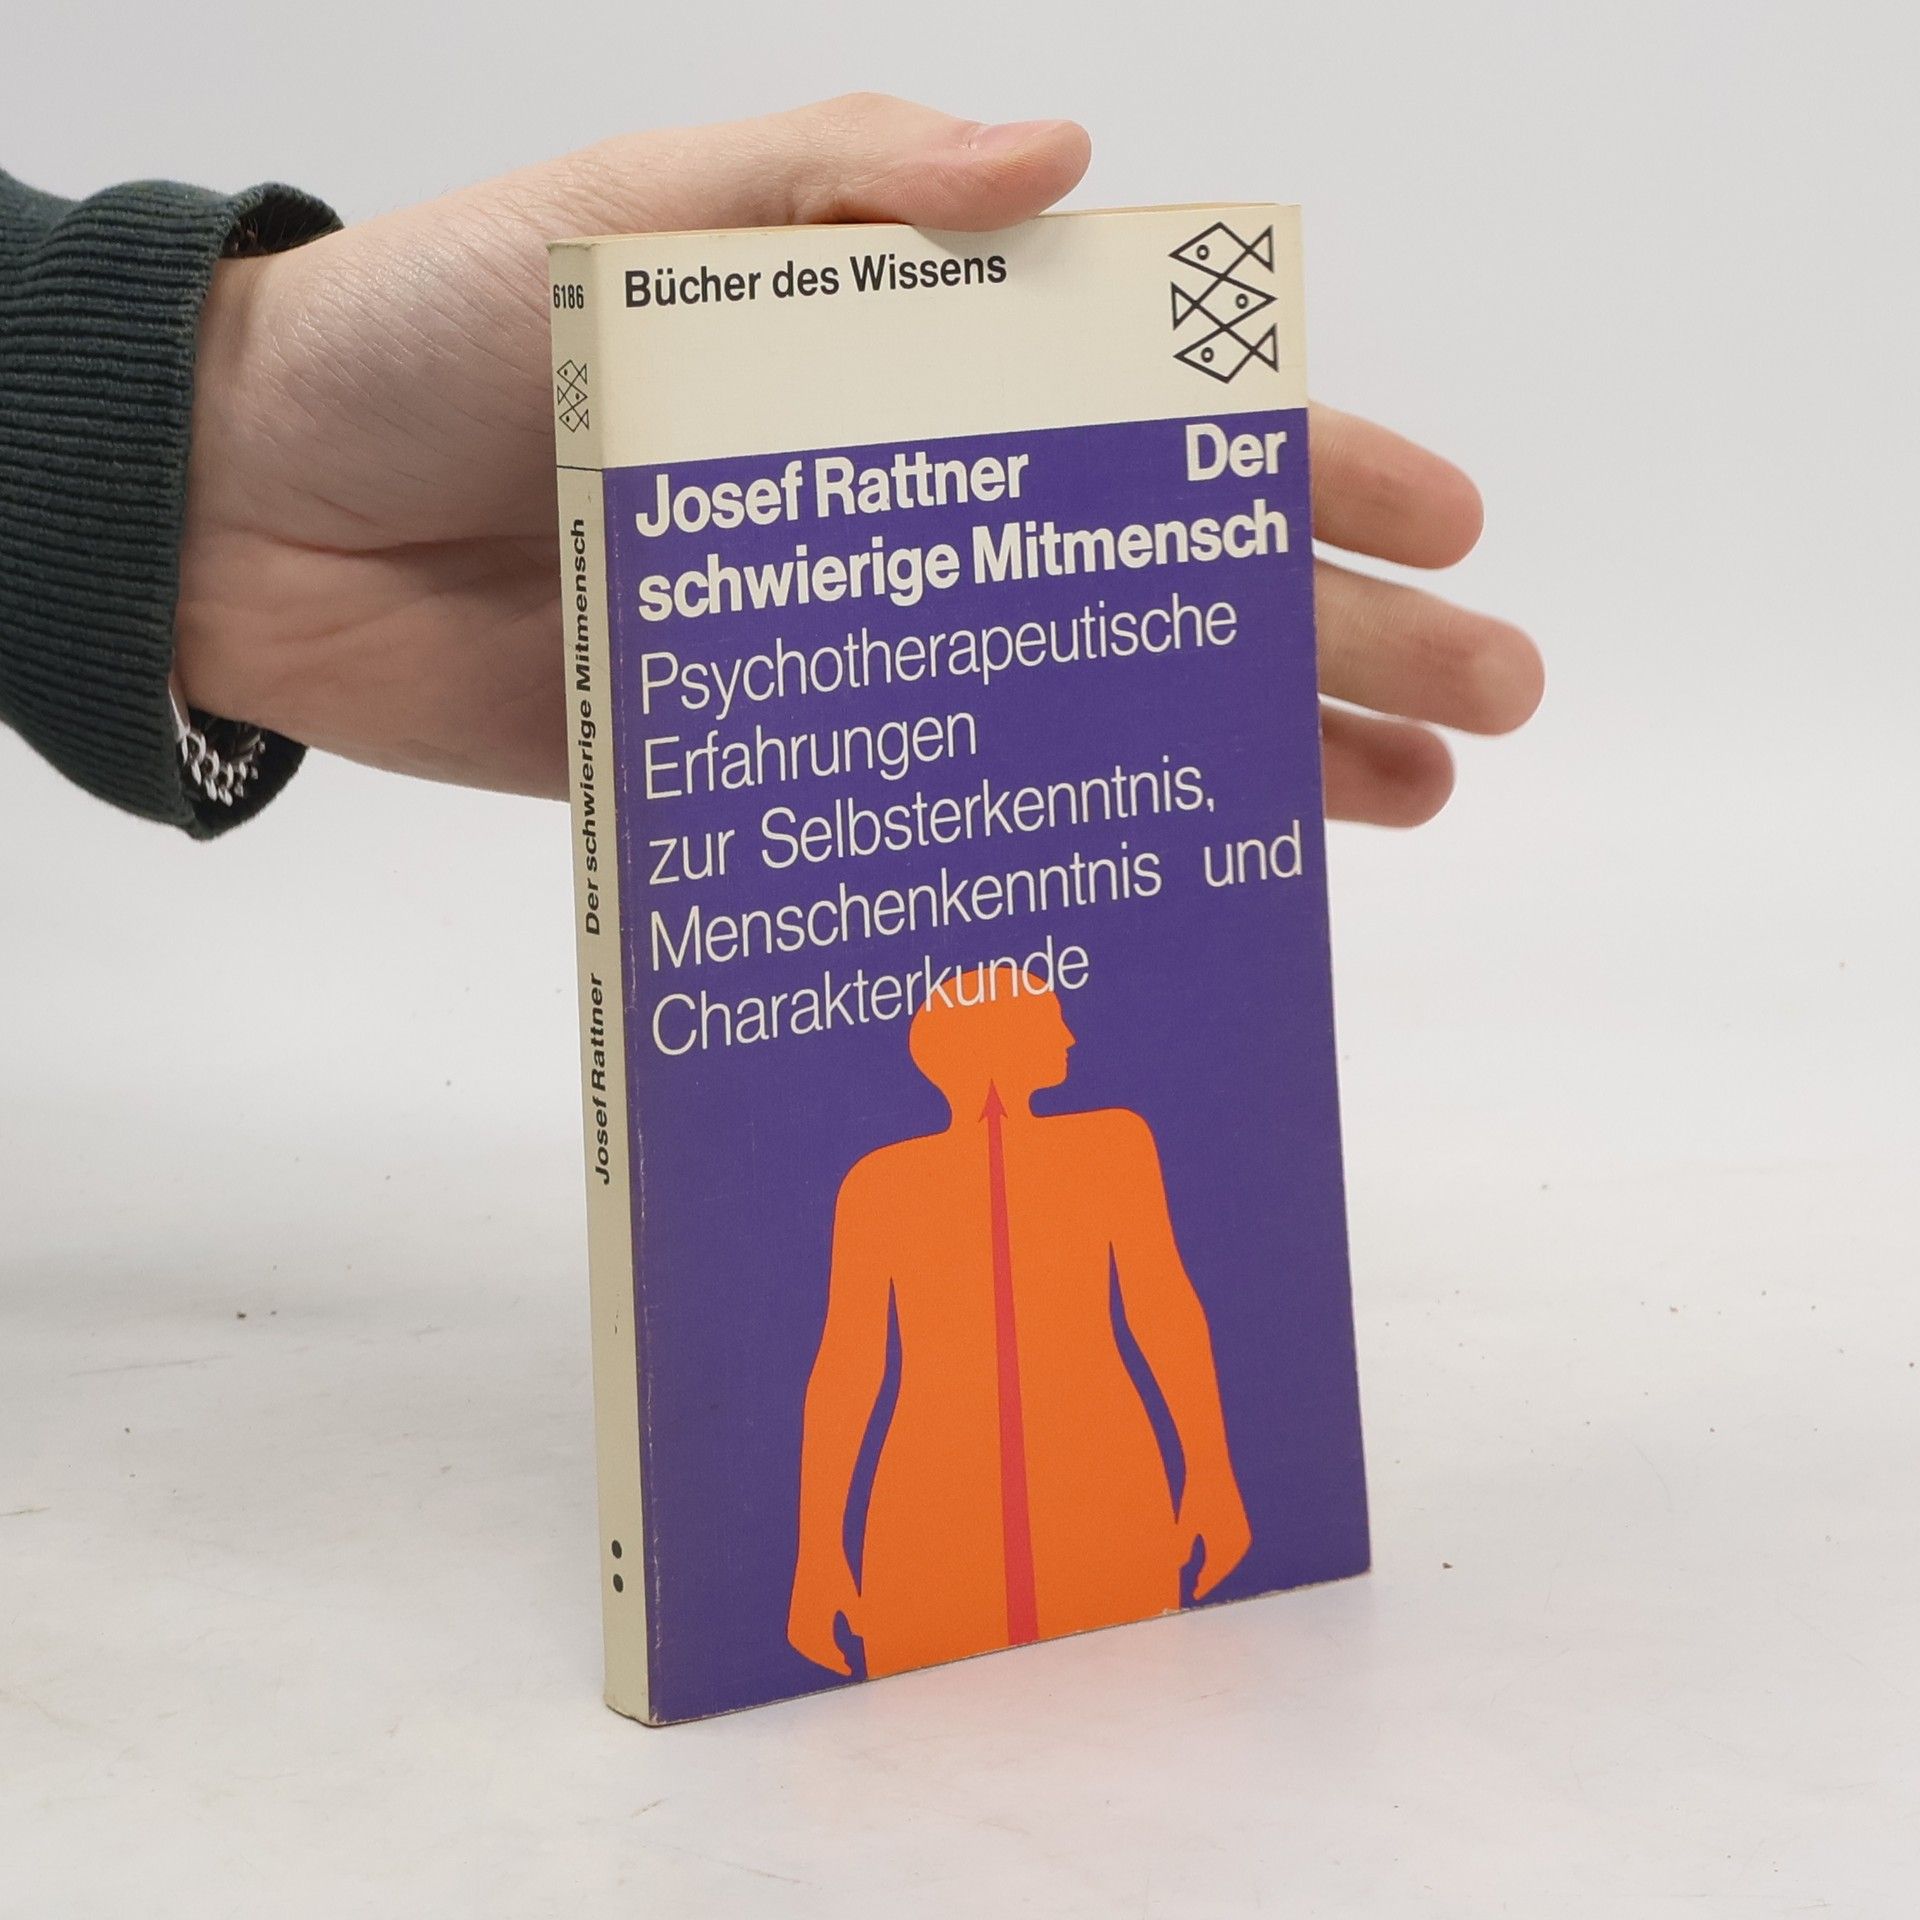 6186
Josef Rattner Der schwierige Mitmensch
Bücher des Wissens
Josef Rattner Der
schwierige Mitmensch
Psychotherapeutische
Erfahrungen
zur Selbsterkenntnis,
Menschenkenntnis und
Charakterkunde